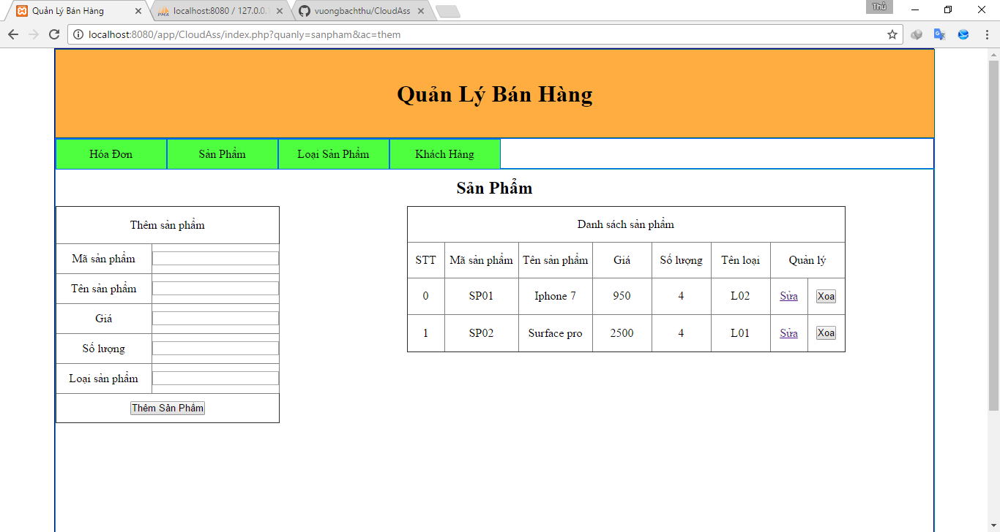 Quản Lý Bán Hàng
localhost:8080 / 127.0.0.1
vuongbachthu/CloudAss
Thủ
localhost:8080/app/CloudAss/index.php?quanly=sanpham&ac=them
Quản Lý Bán Hàng
Hóa Đơn Sản Phẩm Loại Sản Phẩm Khách Hàng
Sản Phẩm
Thêm sản phẩm
Mã sản phẩm
Tên sản phẩm
Giá
Số lượng
Loại sản phẩm
Thêm Sản Phẩm
Danh sách sản phẩm
STT Mã sản phẩm Tên sản phẩm Giá Số lượng Tên loại Quản lý
0 SP01 Iphone 7 950 4 L02 Sửa Xoa
1 SP02 Surface pro 2500 4 L01 Sửa Xoa